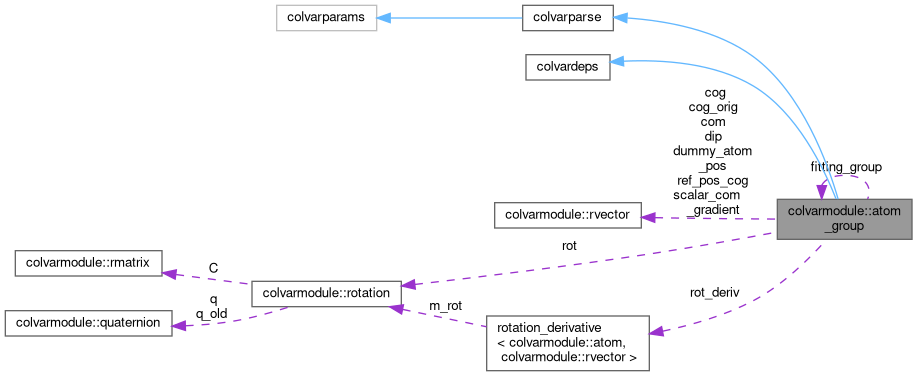 colvarparams
colvarparse
colvardeps
cog
cog_orig
com
dip
dummy_atom
_pos
ref_pos_cog
scalar_com
_gradient
fitting_group
colvarmodule::atom
_group
colvarmodule::rvector
rot
colvarmodule::rmatrix
C
colvarmodule::rotation
q
q_old
colvarmodule::quaternion
m_rot
rot_deriv
rotation_derivative
< colvarmodule::atom,
colvarmodule::rvector >